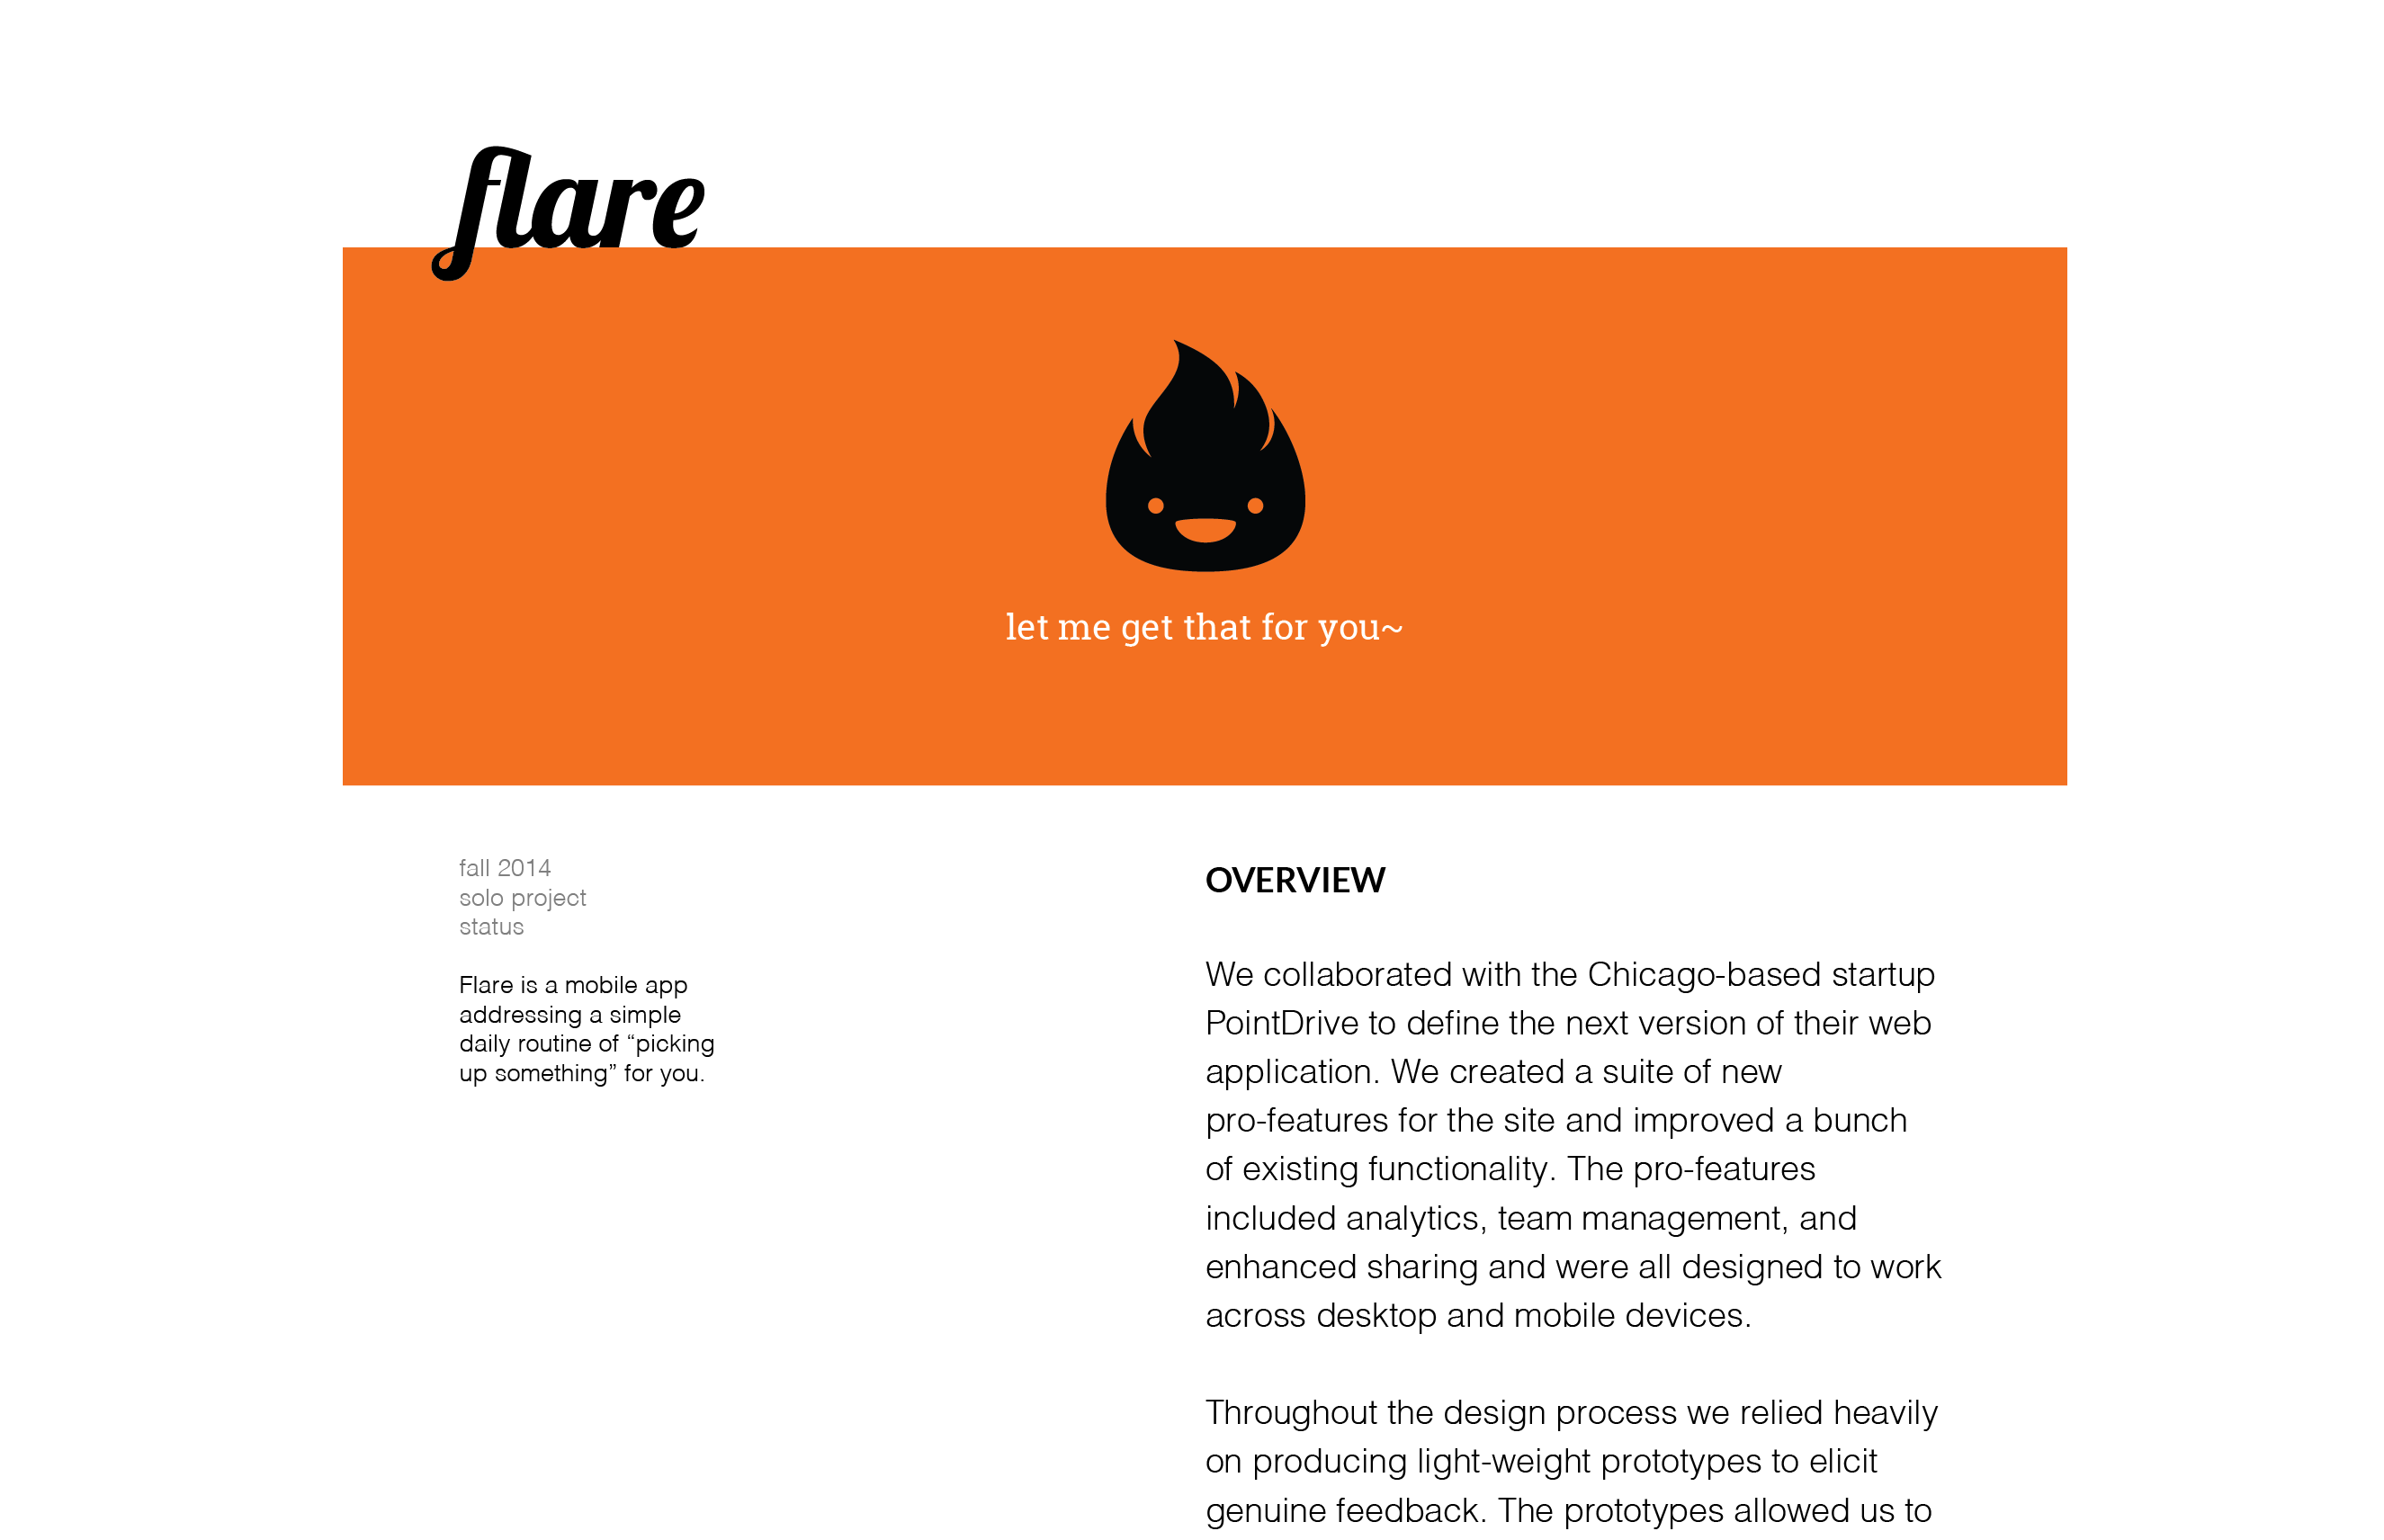 flare
let me get that for you~
fall 2014
solo project
status
Flare is a mobile app
addressing a simple
daily routine of “picking
up something” for you.
OVERVIEW
We collaborated with the Chicago-based startup
PointDrive to define the next version of their web
application. We created a suite of new
pro-features for the site and improved a bunch
of existing functionality. The pro-features
included analytics, team management, and
enhanced sharing and were all designed to work
across desktop and mobile devices.
Throughout the design process we relied heavily
on producing light-weight prototypes to elicit
genuine feedback. The prototypes allowed us to